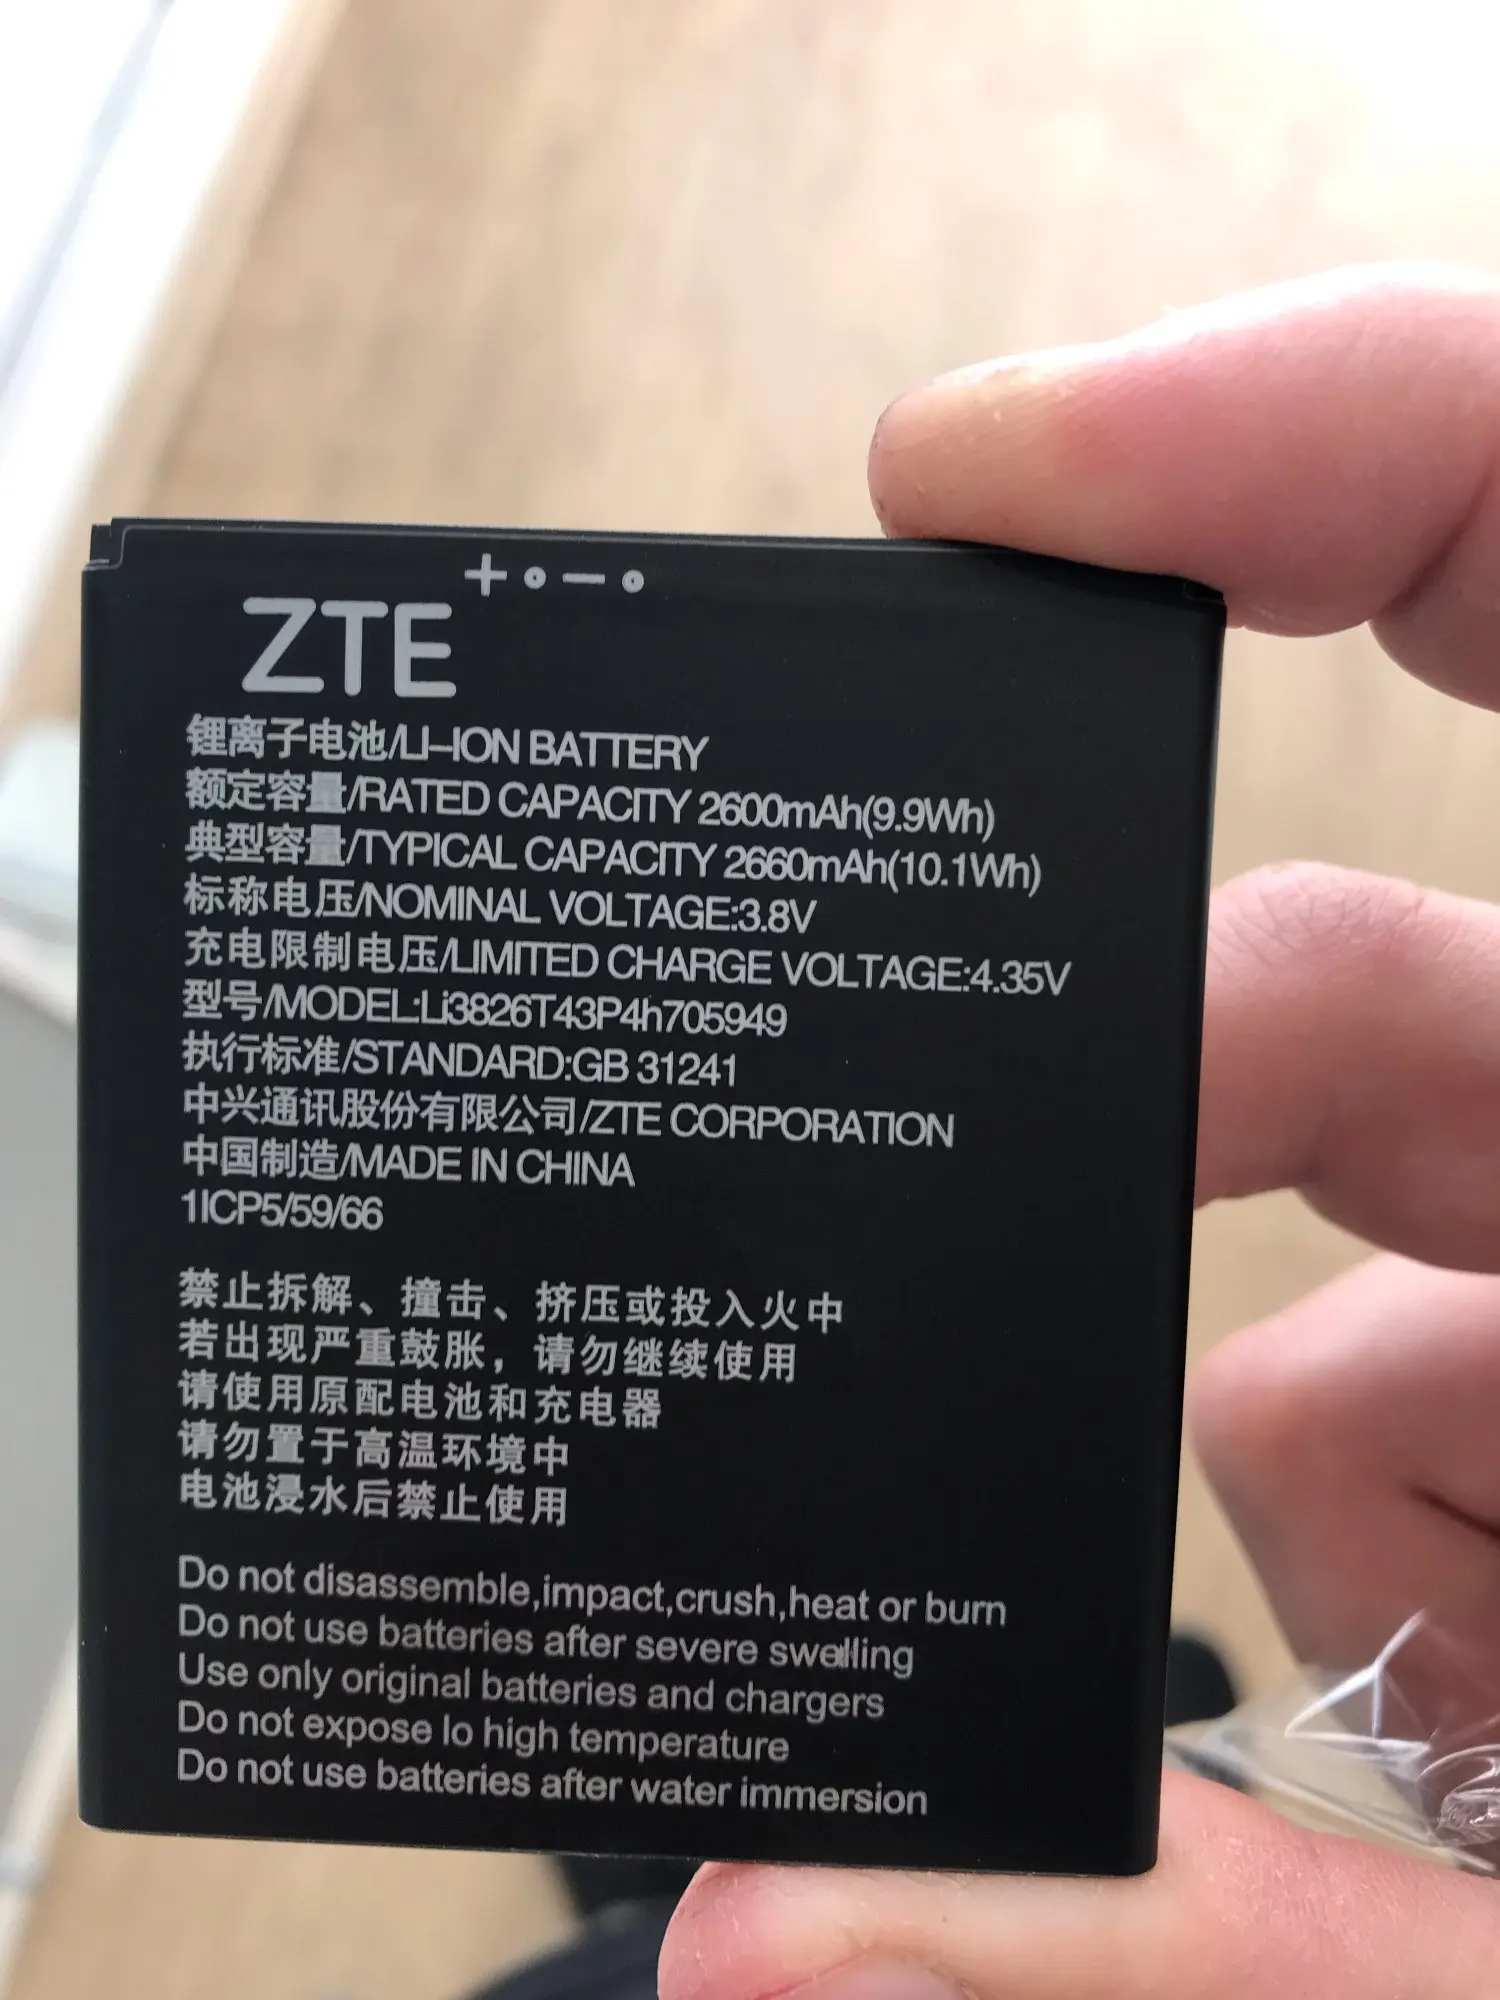 + o – o
ZTE
锂离子电池/LI-ION BATTERY
额定容量/RATED CAPACITY 2600mAh(9.9Wh)
典型容量/TYPICAL CAPACITY 2660mAh(10.1Wh)
标称电压/NOMINAL VOLTAGE:3.8V
充电限制电压/LIMITED CHARGE VOLTAGE:4.35V
型号/MODEL:Li3826T43P4h705949
执行标准/STANDARD:GB 31241
中兴通讯股份有限公司/ZTE CORPORATION
中国制造/MADE IN CHINA
1ICP5/59/66
禁止拆解、撞击、挤压或投入火中
若出现严重鼓胀，请勿继续使用
请使用原配电池和充电器
请勿置于高温环境中
电池浸水后禁止使用
Do not disassemble,impact,crush,heat or burn
Do not use batteries after severe swelling
Use only original batteries and chargers
Do not expose lo high temperature
Do not use batteries after water immersion